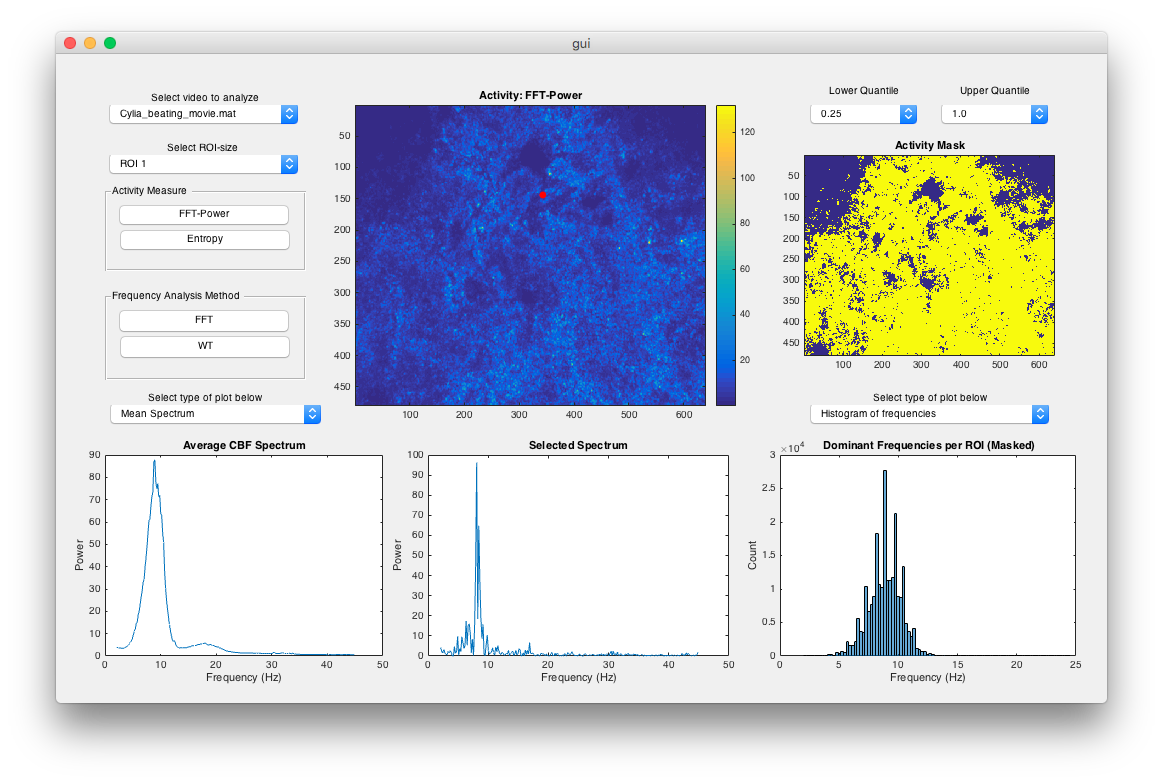 gui
Select video to analyze
Cylia_beating_movie.mat
Select ROI-size
ROI 1
Activity Measure
FFT-Power
Entropy
Frequency Analysis Method
FFT
WT
Select type of plot below
Mean Spectrum
Activity: FFT-Power
50
100
150
200
250
300
350
400
450
100 200 300 400 500 600
120
100
80
60
40
20
Lower Quantile Upper Quantile
0.25 1.0
Activity Mask
50
100
150
200
250
300
350
400
450
100 200 300 400 500 600
Select type of plot below
Histogram of frequencies
Average CBF Spectrum
Power
90
80
70
60
50
40
30
20
10
0
0 10 20 30 40 50
Frequency (Hz)
Selected Spectrum
Power
100
90
80
70
60
50
40
30
20
10
0
0 10 20 30 40 50
Frequency (Hz)
Dominant Frequencies per ROI (Masked)
×10⁴
Count
3
2.5
2
1.5
1
0.5
0
0 5 10 15 20 25
Frequency (Hz)